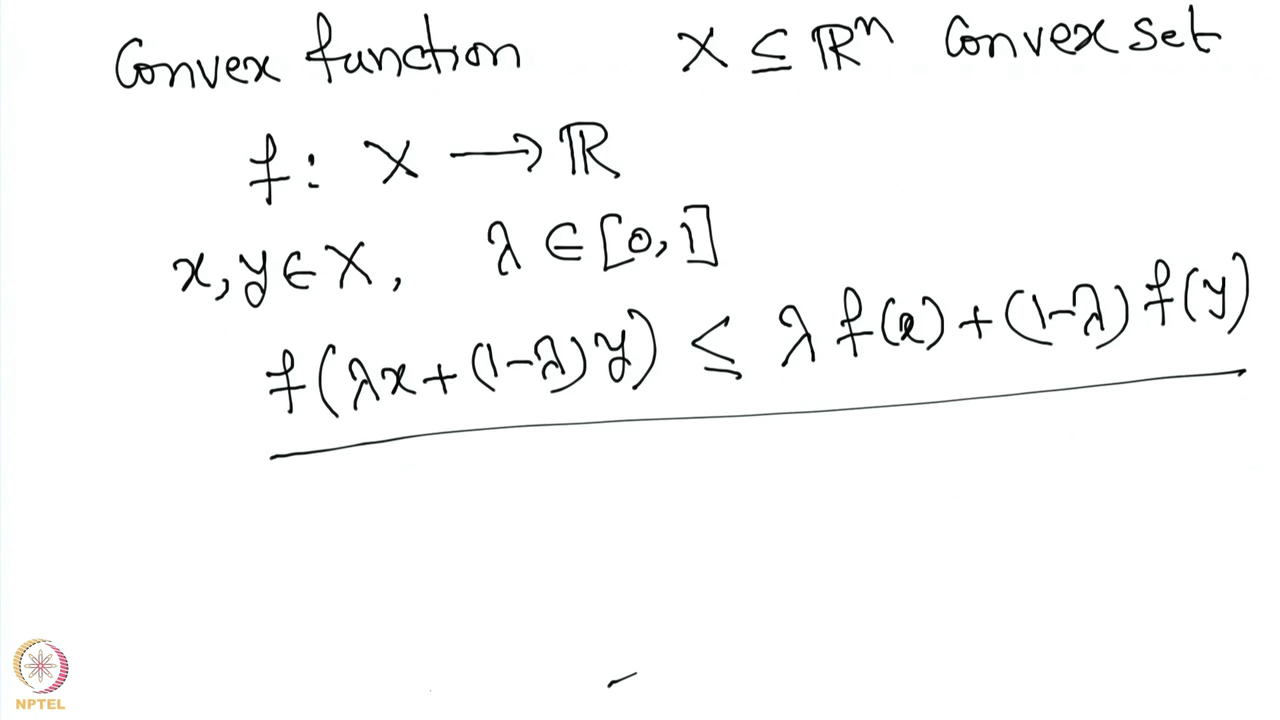 Convex function X ⊆ ℝⁿ Convex set
f: X ⟶ ℝ
x, y ∈ X, λ ∈ [0, 1]
f(λx + (1-λ)y) ≤ λ f(x) + (1-λ) f(y)
NPTEL